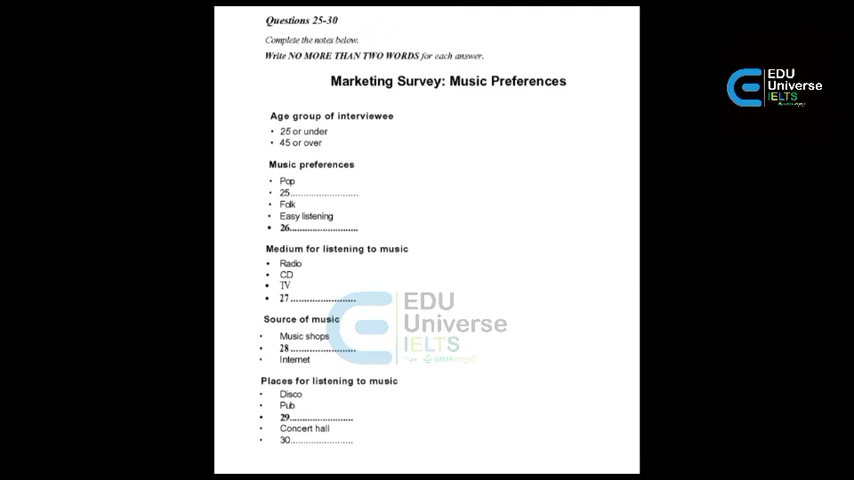 Questions 25-30
Complete the notes below.
Write NO MORE THAN TWO WORDS for each answer.
Marketing Survey: Music Preferences
Age group of interviewee
• 25 or under
• 45 or over
Music preferences
• Pop
• 25..........................
• Folk
• Easy listening
• 26..........................
Medium for listening to music
• Radio
• CD
• TV
• 27........................
Source of music
• Music shops
• 28........................
• Internet
Places for listening to music
• Disco
• Pub
• 29......................
• Concert hall
• 30......................
EDU
Universe
IELTS
EDU
Universe
IELTS